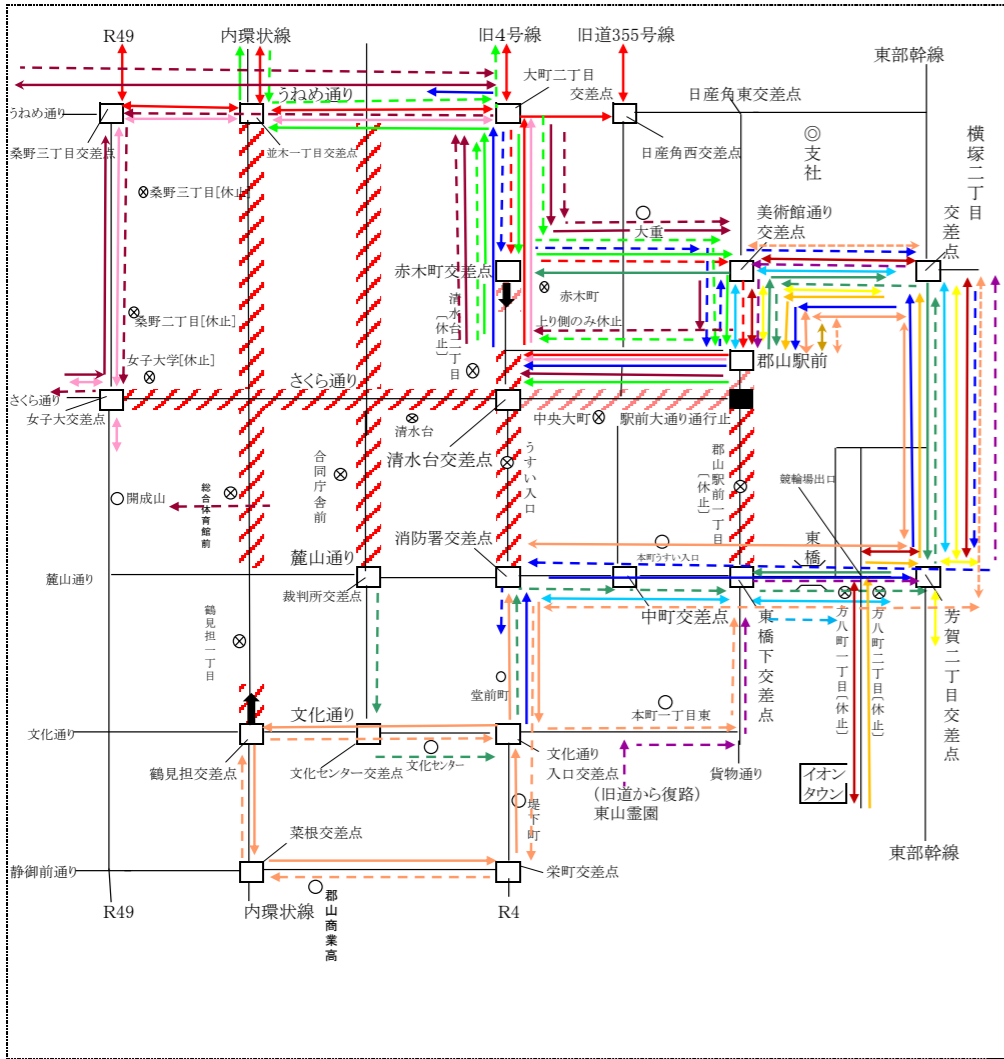 R49
内環状線
旧4号線
旧道355号線
東部幹線
大町二丁目
交差点
日産角東交差点
うねめ通り
うねめ通り
桑野三丁目交差点
並木一丁目交差点
日産角西交差点
◎支社
横塚二丁目
交差点
桑野三丁目[休止]
美術館通り
交差点
大重
赤木町交差点
清水台二丁目
〔休止〕
赤木町
上り側のみ休止
桑野二丁目[休止]
女子大学[休止]
郡山駅前
さくら通り
さくら通り
女子大交差点
清水台
中央大町
駅前大通り通行止
清水台交差点
うすい入口
郡山駅前一丁目
〔休止〕
合同庁舎前
総合体育館前
開成山
競輪場出口
東橋
消防署交差点
本町うすい入口
麓山通り
麓山通り
裁判所交差点
中町交差点
東橋下交差点
方八町一丁目〔休止〕
方八町二丁目〔休止〕
芳賀二丁目交差点
鶴見担一丁目
堂前町
文化通り
文化通り
本町一丁目東
鶴見担交差点
文化センター交差点
文化センター
文化通り
入口交差点
貨物通り
(旧道から復路)
東山霊園
イオン
タウン
堤下町
菜根交差点
静御前通り
栄町交差点
東部幹線
R49
内環状線
郡山商業高
R4